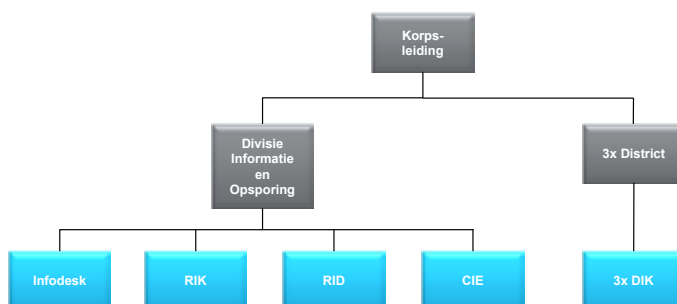 Korps-
leiding
Divisie
Informatie
en
Opsporing
3x District
Infodesk
RIK
RID
CIE
3x DIK